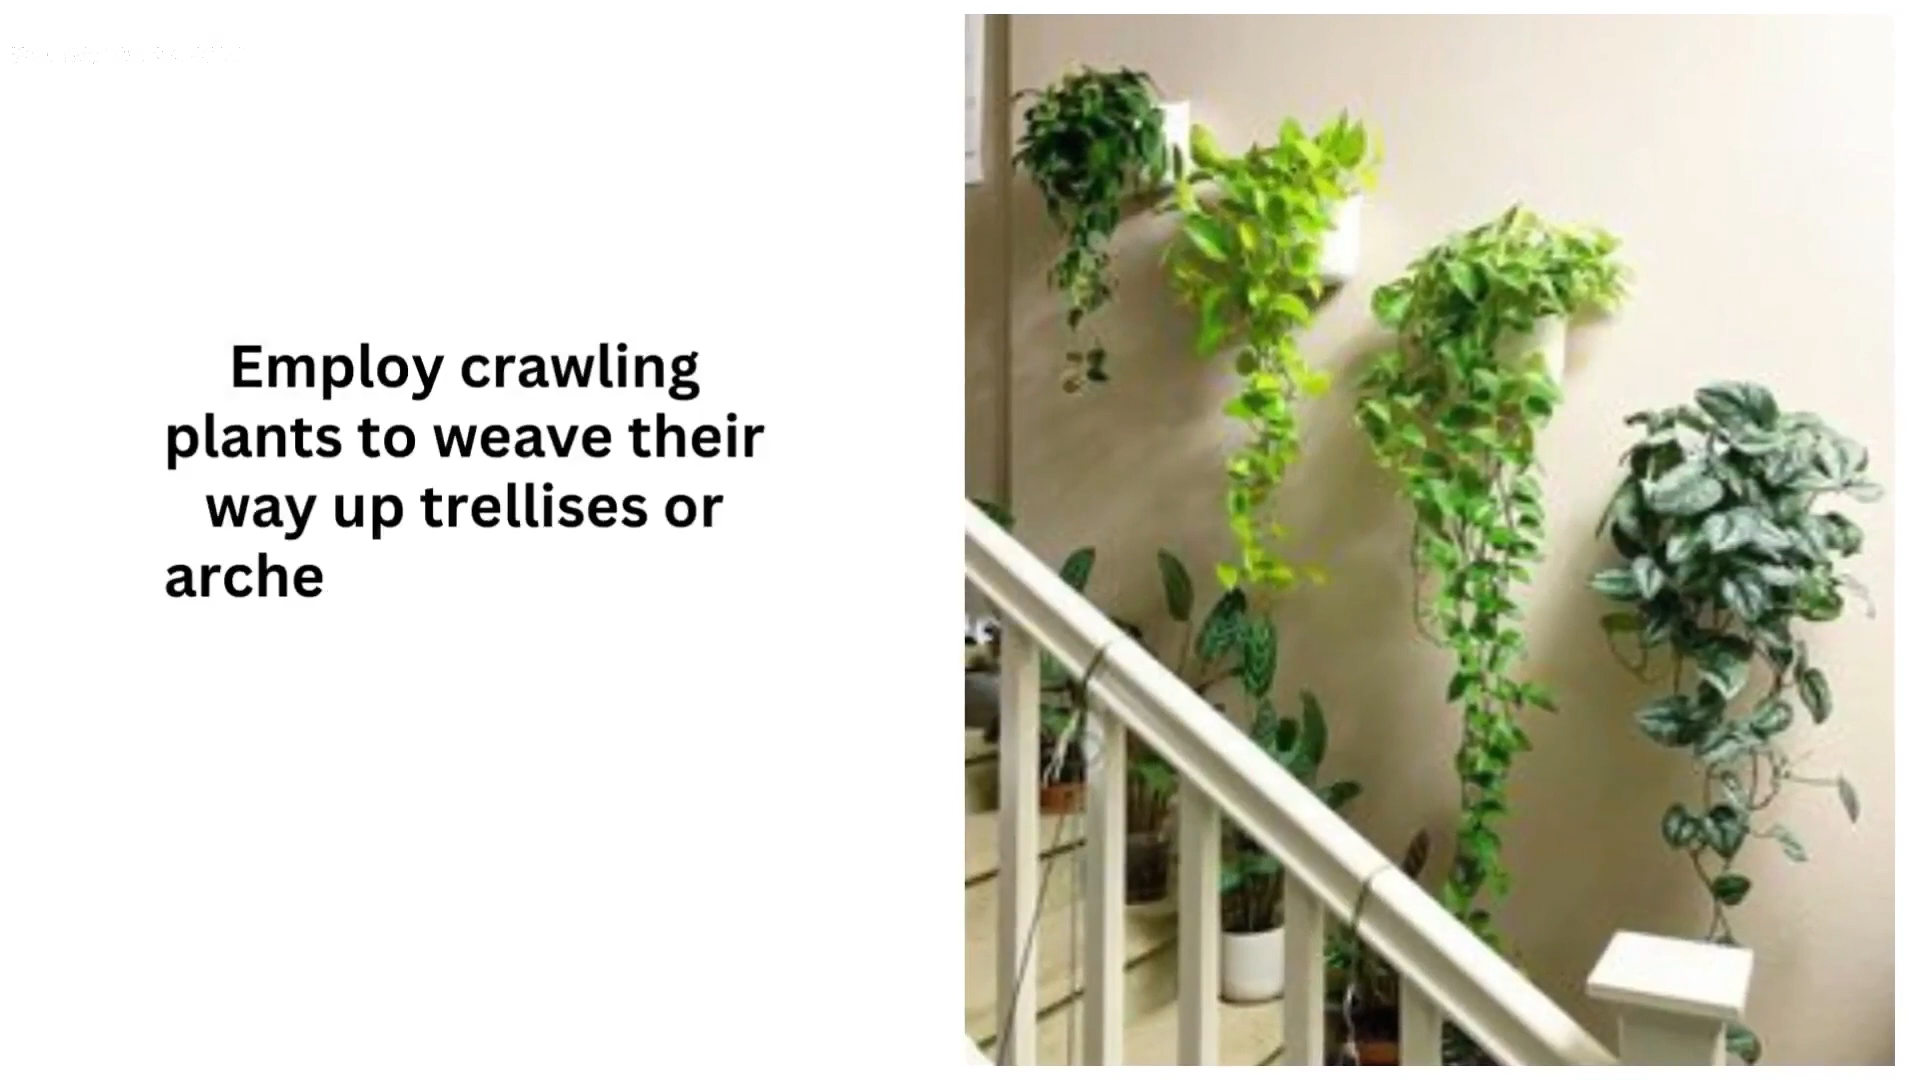 Employ crawling
plants to weave their
way up trellises or
arche